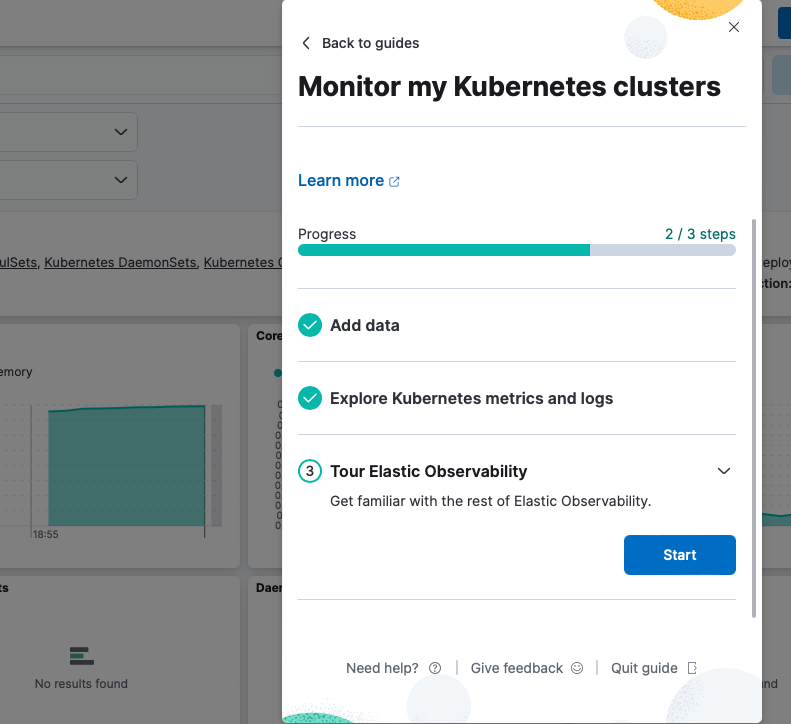 Back to guides
Monitor my Kubernetes clusters
Learn more
Progress
2 / 3 steps
ulSets, Kubernetes DaemonSets, Kubernetes
eploy
ction:
Add data
emory
Core
Explore Kubernetes metrics and logs
3 Tour Elastic Observability
Get familiar with the rest of Elastic Observability.
18:55
Start
ts
Daem
No results found
Need help?
Give feedback
Quit guide
nd